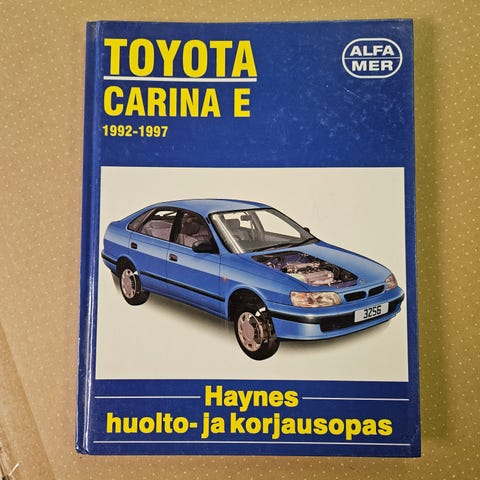 TOYOTA
CARINA E
1992-1997
ALFA
MER
3256
Haynes
huolto- ja korjausopas